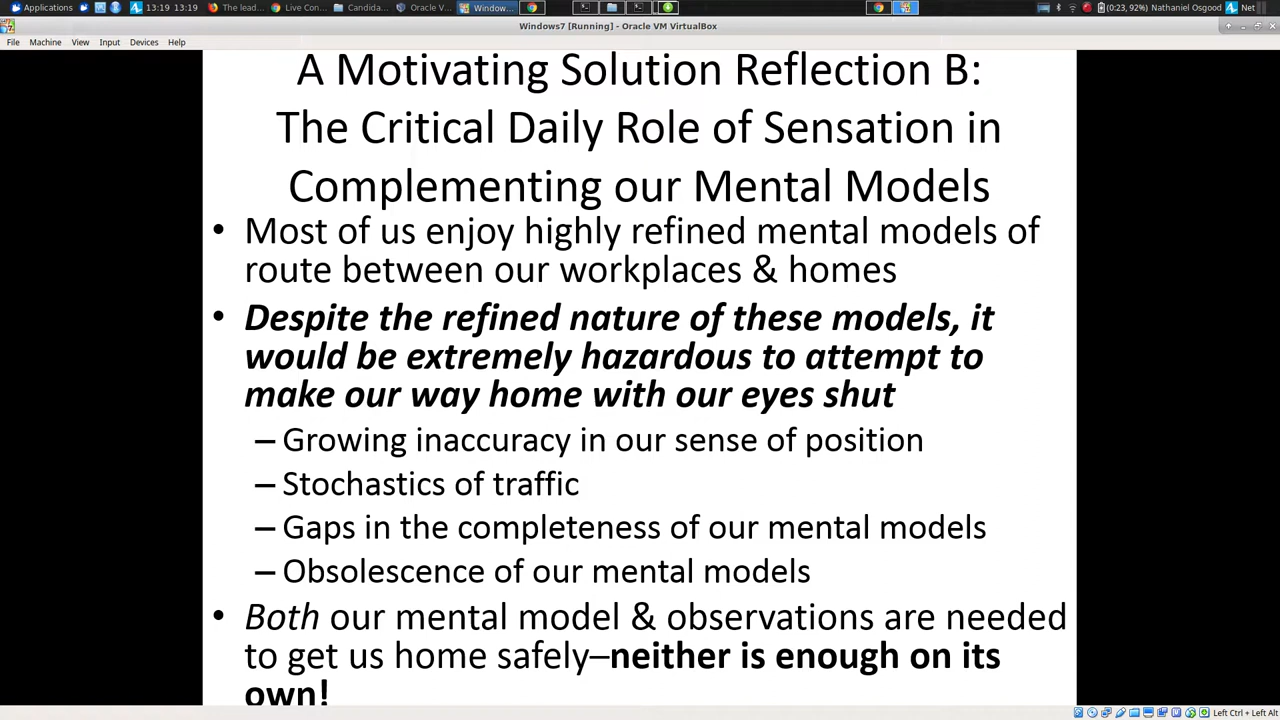 Applications 13:19 13:19 The lead... Live Con... Candida... Oracle V... Window... (0:23, 92%) Nathaniel Osgood Net
Windows7 [Running] - Oracle VM VirtualBox
File Machine View Input Devices Help
A Motivating Solution Reflection B:
The Critical Daily Role of Sensation in
Complementing our Mental Models
• Most of us enjoy highly refined mental models of
route between our workplaces & homes
• Despite the refined nature of these models, it
would be extremely hazardous to attempt to
make our way home with our eyes shut
– Growing inaccuracy in our sense of position
– Stochastics of traffic
– Gaps in the completeness of our mental models
– Obsolescence of our mental models
• Both our mental model & observations are needed
to get us home safely–neither is enough on its
own!
Left Ctrl + Left Alt